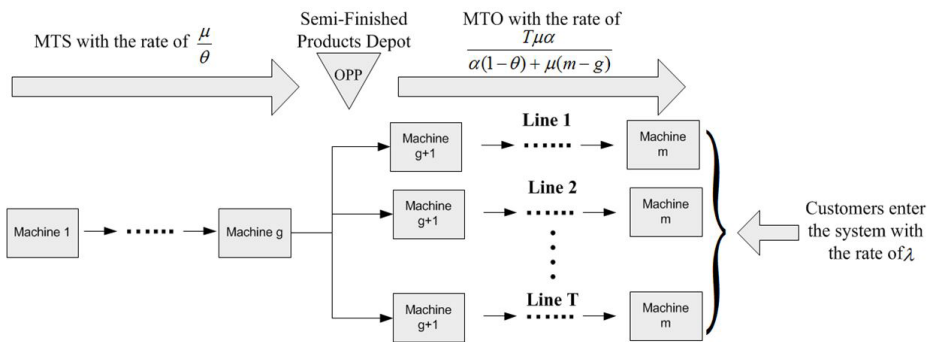 MTS with the rate of μ/θ
Semi-Finished
Products Depot
OPP
MTO with the rate of
Tμα
α(1−θ) + μ(m−g)
Line 1
Machine
g+1
Machine
m
Line 2
Machine
g+1
Machine
m
Machine 1
Machine g
Customers enter
the system with
the rate of λ
Line T
Machine
g+1
Machine
m